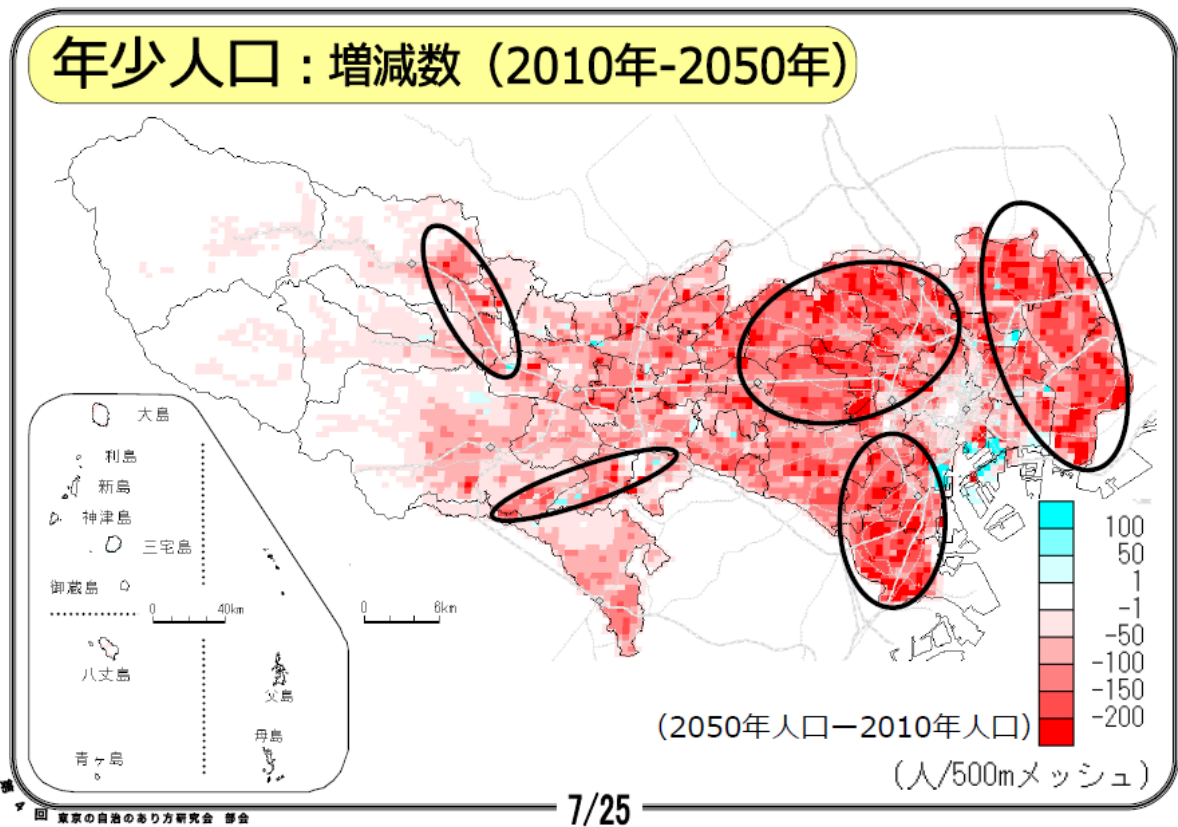 年少人口：増減数（2010年-2050年）
大島
利島
新島
神津島
三宅島
御蔵島
0 40km
0 6km
八丈島
父島
母島
青ヶ島
100
50
1
-1
-50
-100
-150
-200
（2050年人口ー2010年人口）
（人/500mメッシュ）
第4回 東京の自治のあり方研究会 部会
7/25